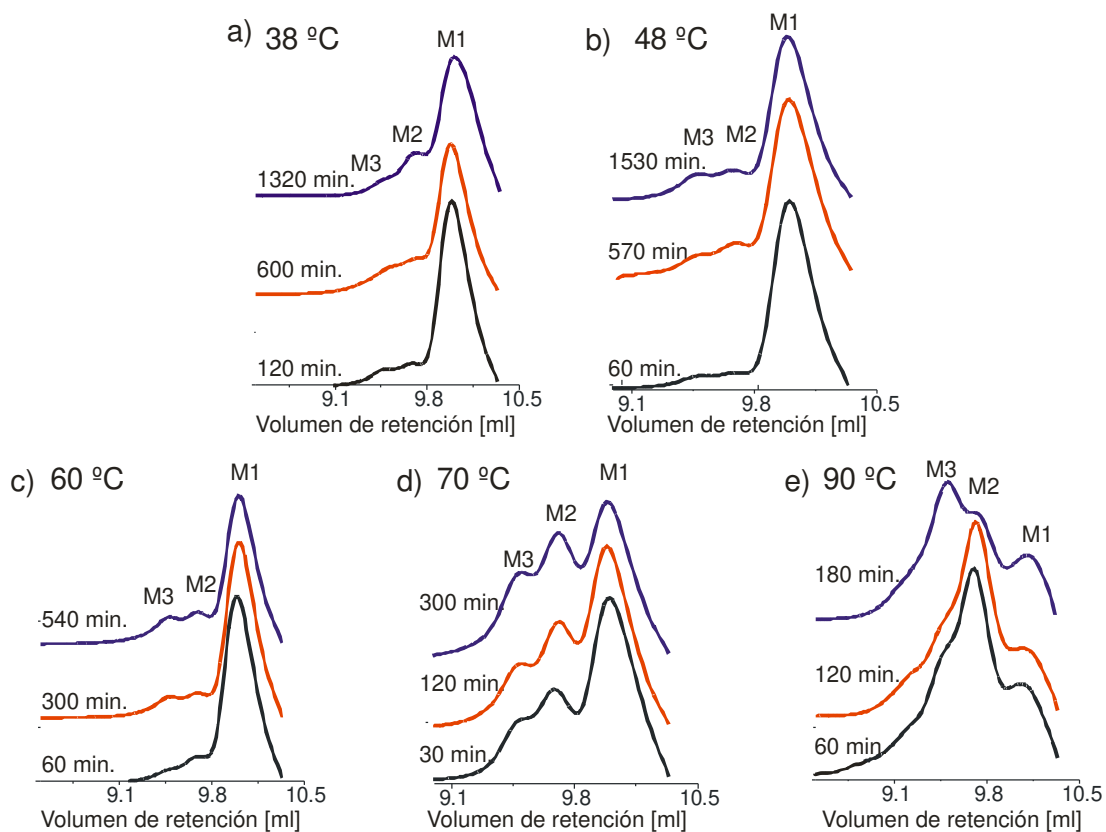 a) 38 ºC
M1
M2
M3
1320 min.
600 min.
120 min.
9.1 9.8 10.5
Volumen de retención [ml]
b) 48 ºC
M1
M3 M2
1530 min.
570 min.
60 min.
9.1 9.8 10.5
Volumen de retención [ml]
c) 60 ºC
M1
M3 M2
540 min.
300 min.
60 min.
9.1 9.8 10.5
Volumen de retención [ml]
d) 70 ºC
M1
M2
M3
300 min.
120 min.
30 min.
9.1 9.8 10.5
Volumen de retención [ml]
e) 90 ºC
M3
M2
M1
180 min.
120 min.
60 min.
9.1 9.8 10.5
Volumen de retención [ml]